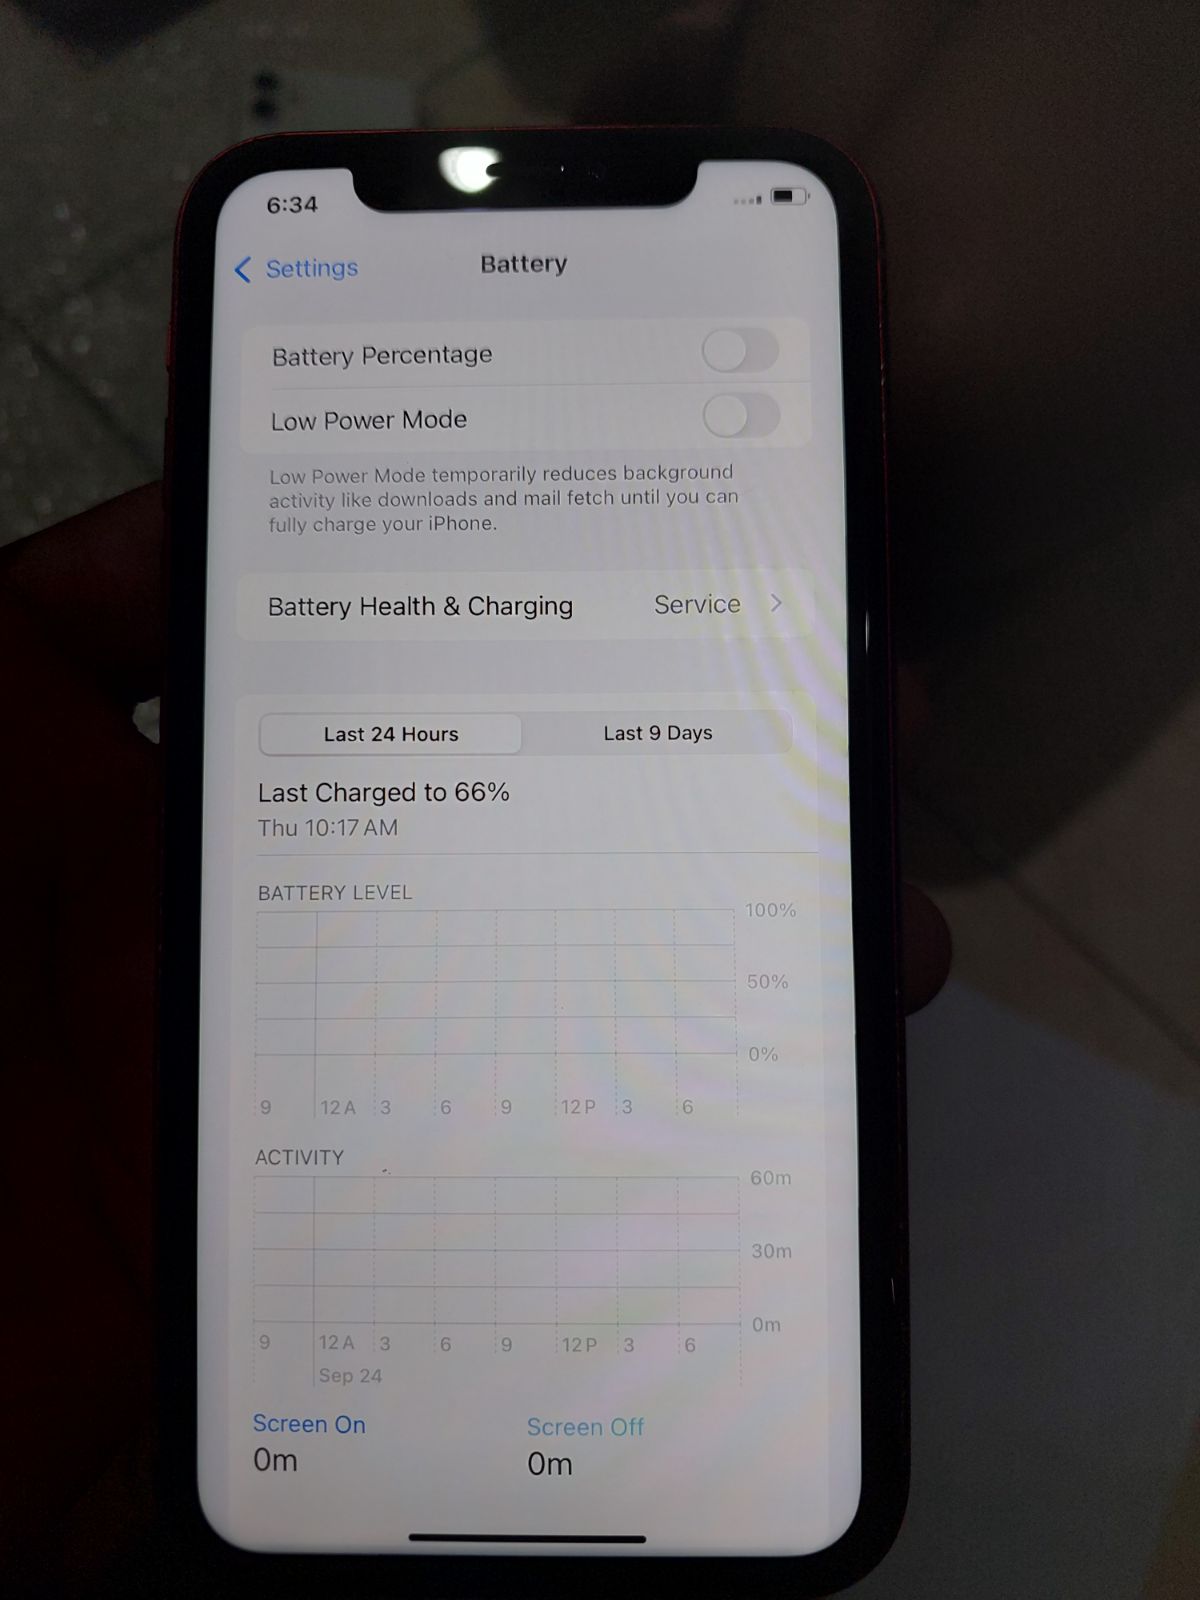 6:34
Settings
Battery
Battery Percentage
Low Power Mode
Low Power Mode temporarily reduces background
activity like downloads and mail fetch until you can
fully charge your iPhone.
Battery Health & Charging Service
Last 24 Hours Last 9 Days
Last Charged to 66%
Thu 10:17 AM
BATTERY LEVEL
100%
50%
0%
9 12 A 3 6 9 12 P 3 6
ACTIVITY
60m
30m
0m
9 12 A 3 6 9 12 P 3 6
Sep 24
Screen On Screen Off
0m 0m